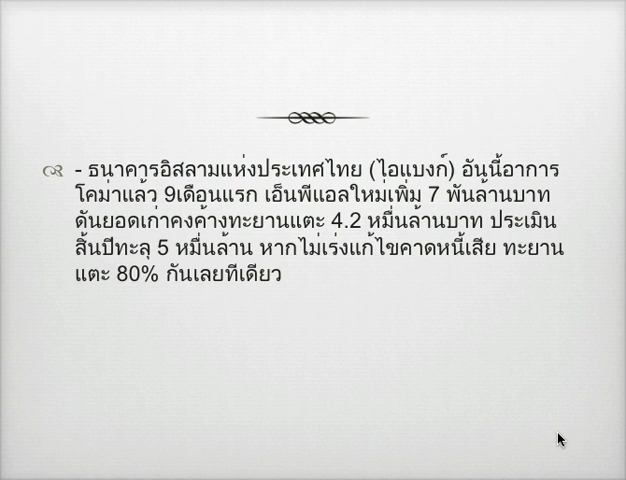 - ธนาคารอิสลามแห่งประเทศไทย (ไอแบงก์) อันนี้อาการ
โคม่าแล้ว 9เดือนแรก เอ็นพีแอลใหม่เพิ่ม 7 พันล้านบาท
ดันยอดเก่าคงค้างทะยานแตะ 4.2 หมื่นล้านบาท ประเมิน
สิ้นปีทะลุ 5 หมื่นล้าน หากไม่เร่งแก้ไขคาดหนี้เสีย ทะยาน
แตะ 80% กันเลยทีเดียว